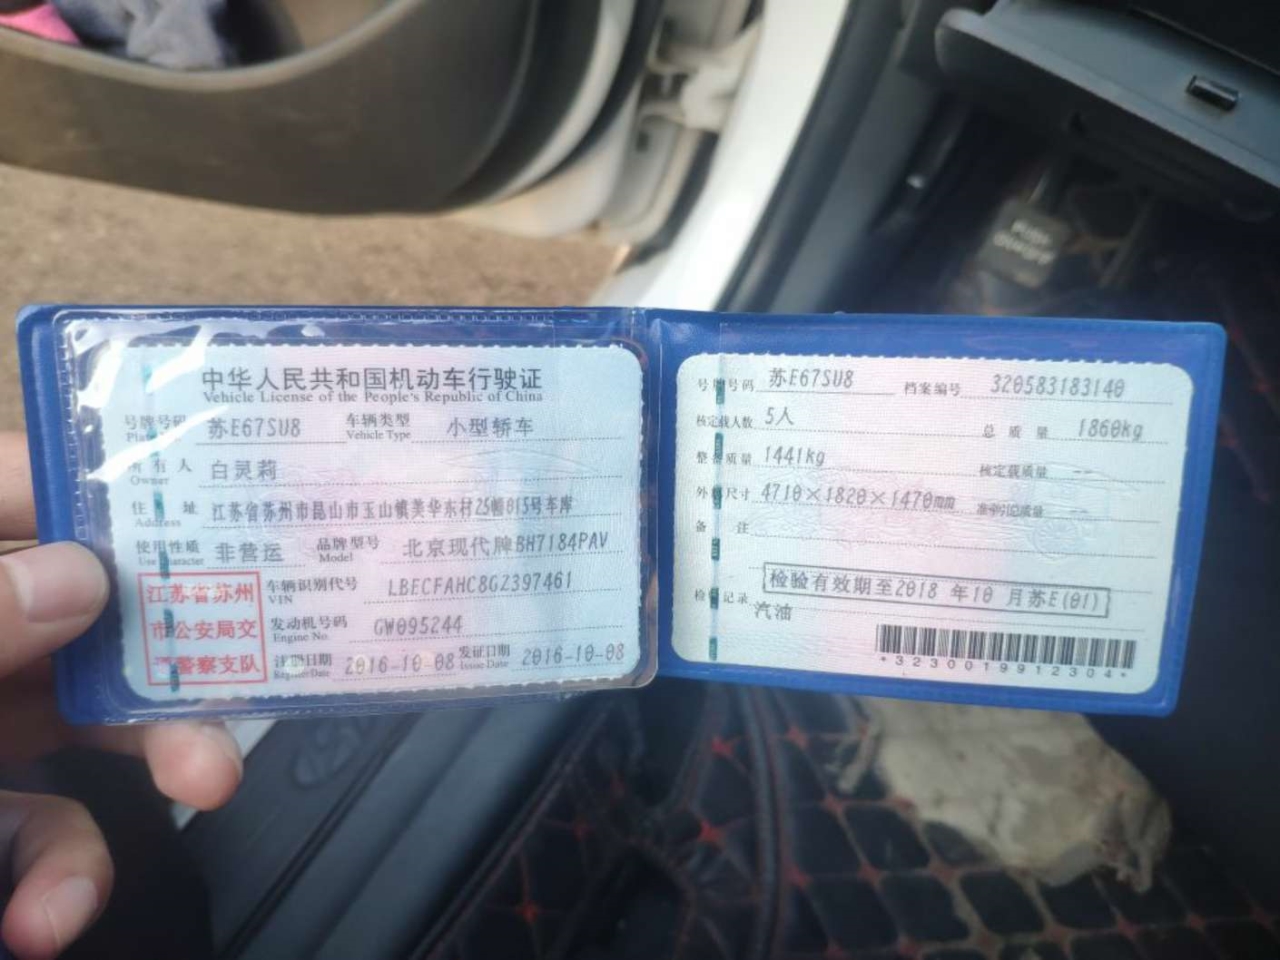 中华人民共和国机动车行驶证
Vehicle License of the People's Republic of China
号牌号码 苏E67SU8 车辆类型 小型轿车
Vehicle Type
所有人 白灵莉
Owner
住址 江苏省苏州市昆山市玉山镇美华东村25幢015号车库
Address
使用性质 非营运 品牌型号 北京现代牌BH7184PAV
Use Character Model
江苏省苏州
市公安局交
警察支队
车辆识别代号 LBECFAHC8GZ397461
VIN
发动机号码 GW095244
Engine No.
注册日期 2016-10-08 发证日期 2016-10-08
Register Date Issue Date
号牌号码 苏E67SU8 档案编号 320583183140
核定载人数 5人 总质量 1860kg
整备质量 1441kg 核定载质量 --
外廓尺寸 4710×1820×1470mm 准牵引总质量 --
备注
检验有效期至2018年10月苏E(01)
检验记录
汽油
*3230019912304*